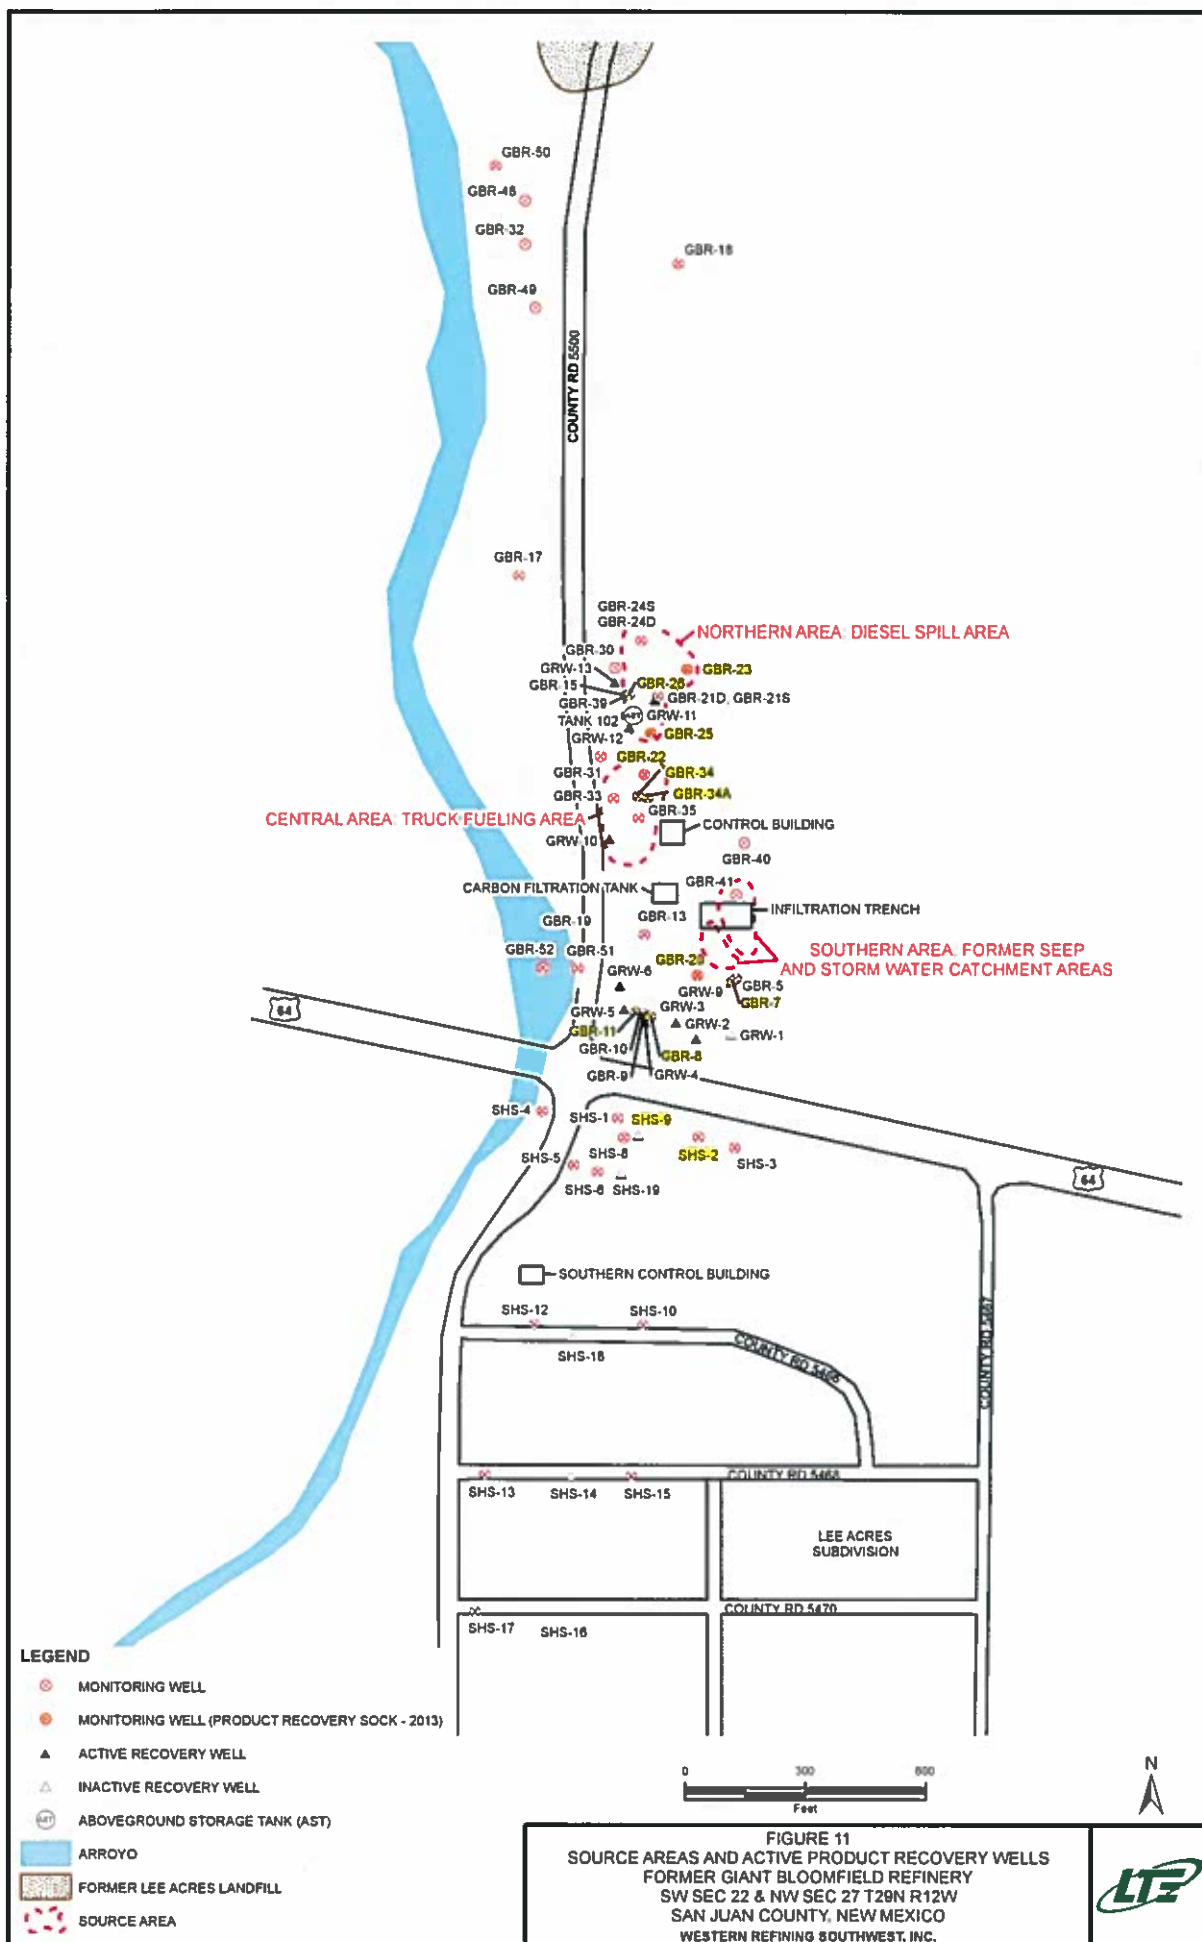 GBR-50
GBR-48
GBR-32
GBR-18
GBR-49
COUNTY RD 5500
GBR-17
GBR-24S
GBR-24D
NORTHERN AREA: DIESEL SPILL AREA
GBR-30
GRW-13
GBR-23
GBR-15
GBR-26
GBR-39
GBR-21D, GBR-21S
TANK 102
AST
GRW-11
GRW-12
GBR-25
GBR-22
GBR-31
GBR-34
GBR-33
GBR-34A
GBR-35
CENTRAL AREA: TRUCK FUELING AREA
CONTROL BUILDING
GRW-10
GBR-40
CARBON FILTRATION TANK
GBR-41
GBR-19
GBR-13
INFILTRATION TRENCH
GBR-52
GBR-51
GBR-20
SOUTHERN AREA: FORMER SEEP
AND STORM WATER CATCHMENT AREAS
GRW-6
GRW-9
GBR-5
GBR-7
64
GRW-5
GRW-3
GBR-11
GRW-2
GRW-1
GBR-10
GBR-8
GBR-9
GRW-4
SHS-4
SHS-1
SHS-9
SHS-5
SHS-8
SHS-2
SHS-3
SHS-6
SHS-19
64
SOUTHERN CONTROL BUILDING
SHS-12
SHS-10
SHS-18
COUNTY RD 5466
COUNTY RD 5467
COUNTY RD 5468
SHS-13
SHS-14
SHS-15
LEE ACRES
SUBDIVISION
COUNTY RD 5470
SHS-17
SHS-16
LEGEND
MONITORING WELL
MONITORING WELL (PRODUCT RECOVERY SOCK - 2013)
ACTIVE RECOVERY WELL
INACTIVE RECOVERY WELL
AST
ABOVEGROUND STORAGE TANK (AST)
ARROYO
FORMER LEE ACRES LANDFILL
SOURCE AREA
0 300 600
Feet
N
FIGURE 11
SOURCE AREAS AND ACTIVE PRODUCT RECOVERY WELLS
FORMER GIANT BLOOMFIELD REFINERY
SW SEC 22 & NW SEC 27 T29N R12W
SAN JUAN COUNTY, NEW MEXICO
WESTERN REFINING SOUTHWEST, INC.
LTE